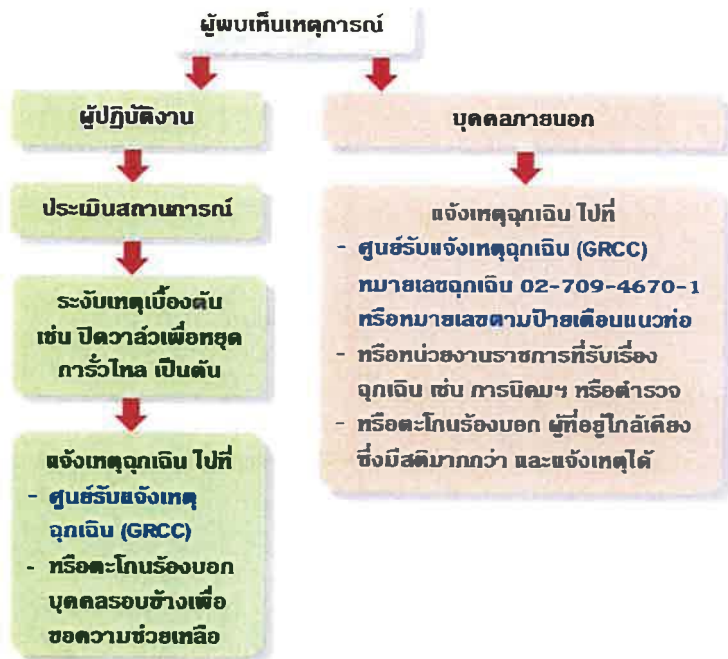 ผู้พบเห็นเหตุการณ์
ผู้ปฏิบัติงาน
ประเมินสถานการณ์
ระงับเหตุเบื้องต้น
เช่น ปิดวาล์วเพื่อหยุด
การั่วไหล เป็นต้น
แจ้งเหตุฉุกเฉิน ไปที่
- ศูนย์รับแจ้งเหตุ
ฉุกเฉิน (GRCC)
- หรือตะโกนร้องบอก
บุคคลรอบข้างเพื่อ
ขอความช่วยเหลือ
บุคคลภายนอก
แจ้งเหตุฉุกเฉิน ไปที่
- ศูนย์รับแจ้งเหตุฉุกเฉิน (GRCC)
หมายเลขฉุกเฉิน 02-709-4670-1
หรือหมายเลขตามป้ายเตือนแนวท่อ
- หรือหน่วยงานราชการที่รับเรื่อง
ฉุกเฉิน เช่น การนิคมฯ หรือตำรวจ
- หรือตะโกนร้องบอก ผู้ที่อยู่ใกล้เคียง
ซึ่งมีสติมากกว่า และแจ้งเหตุได้